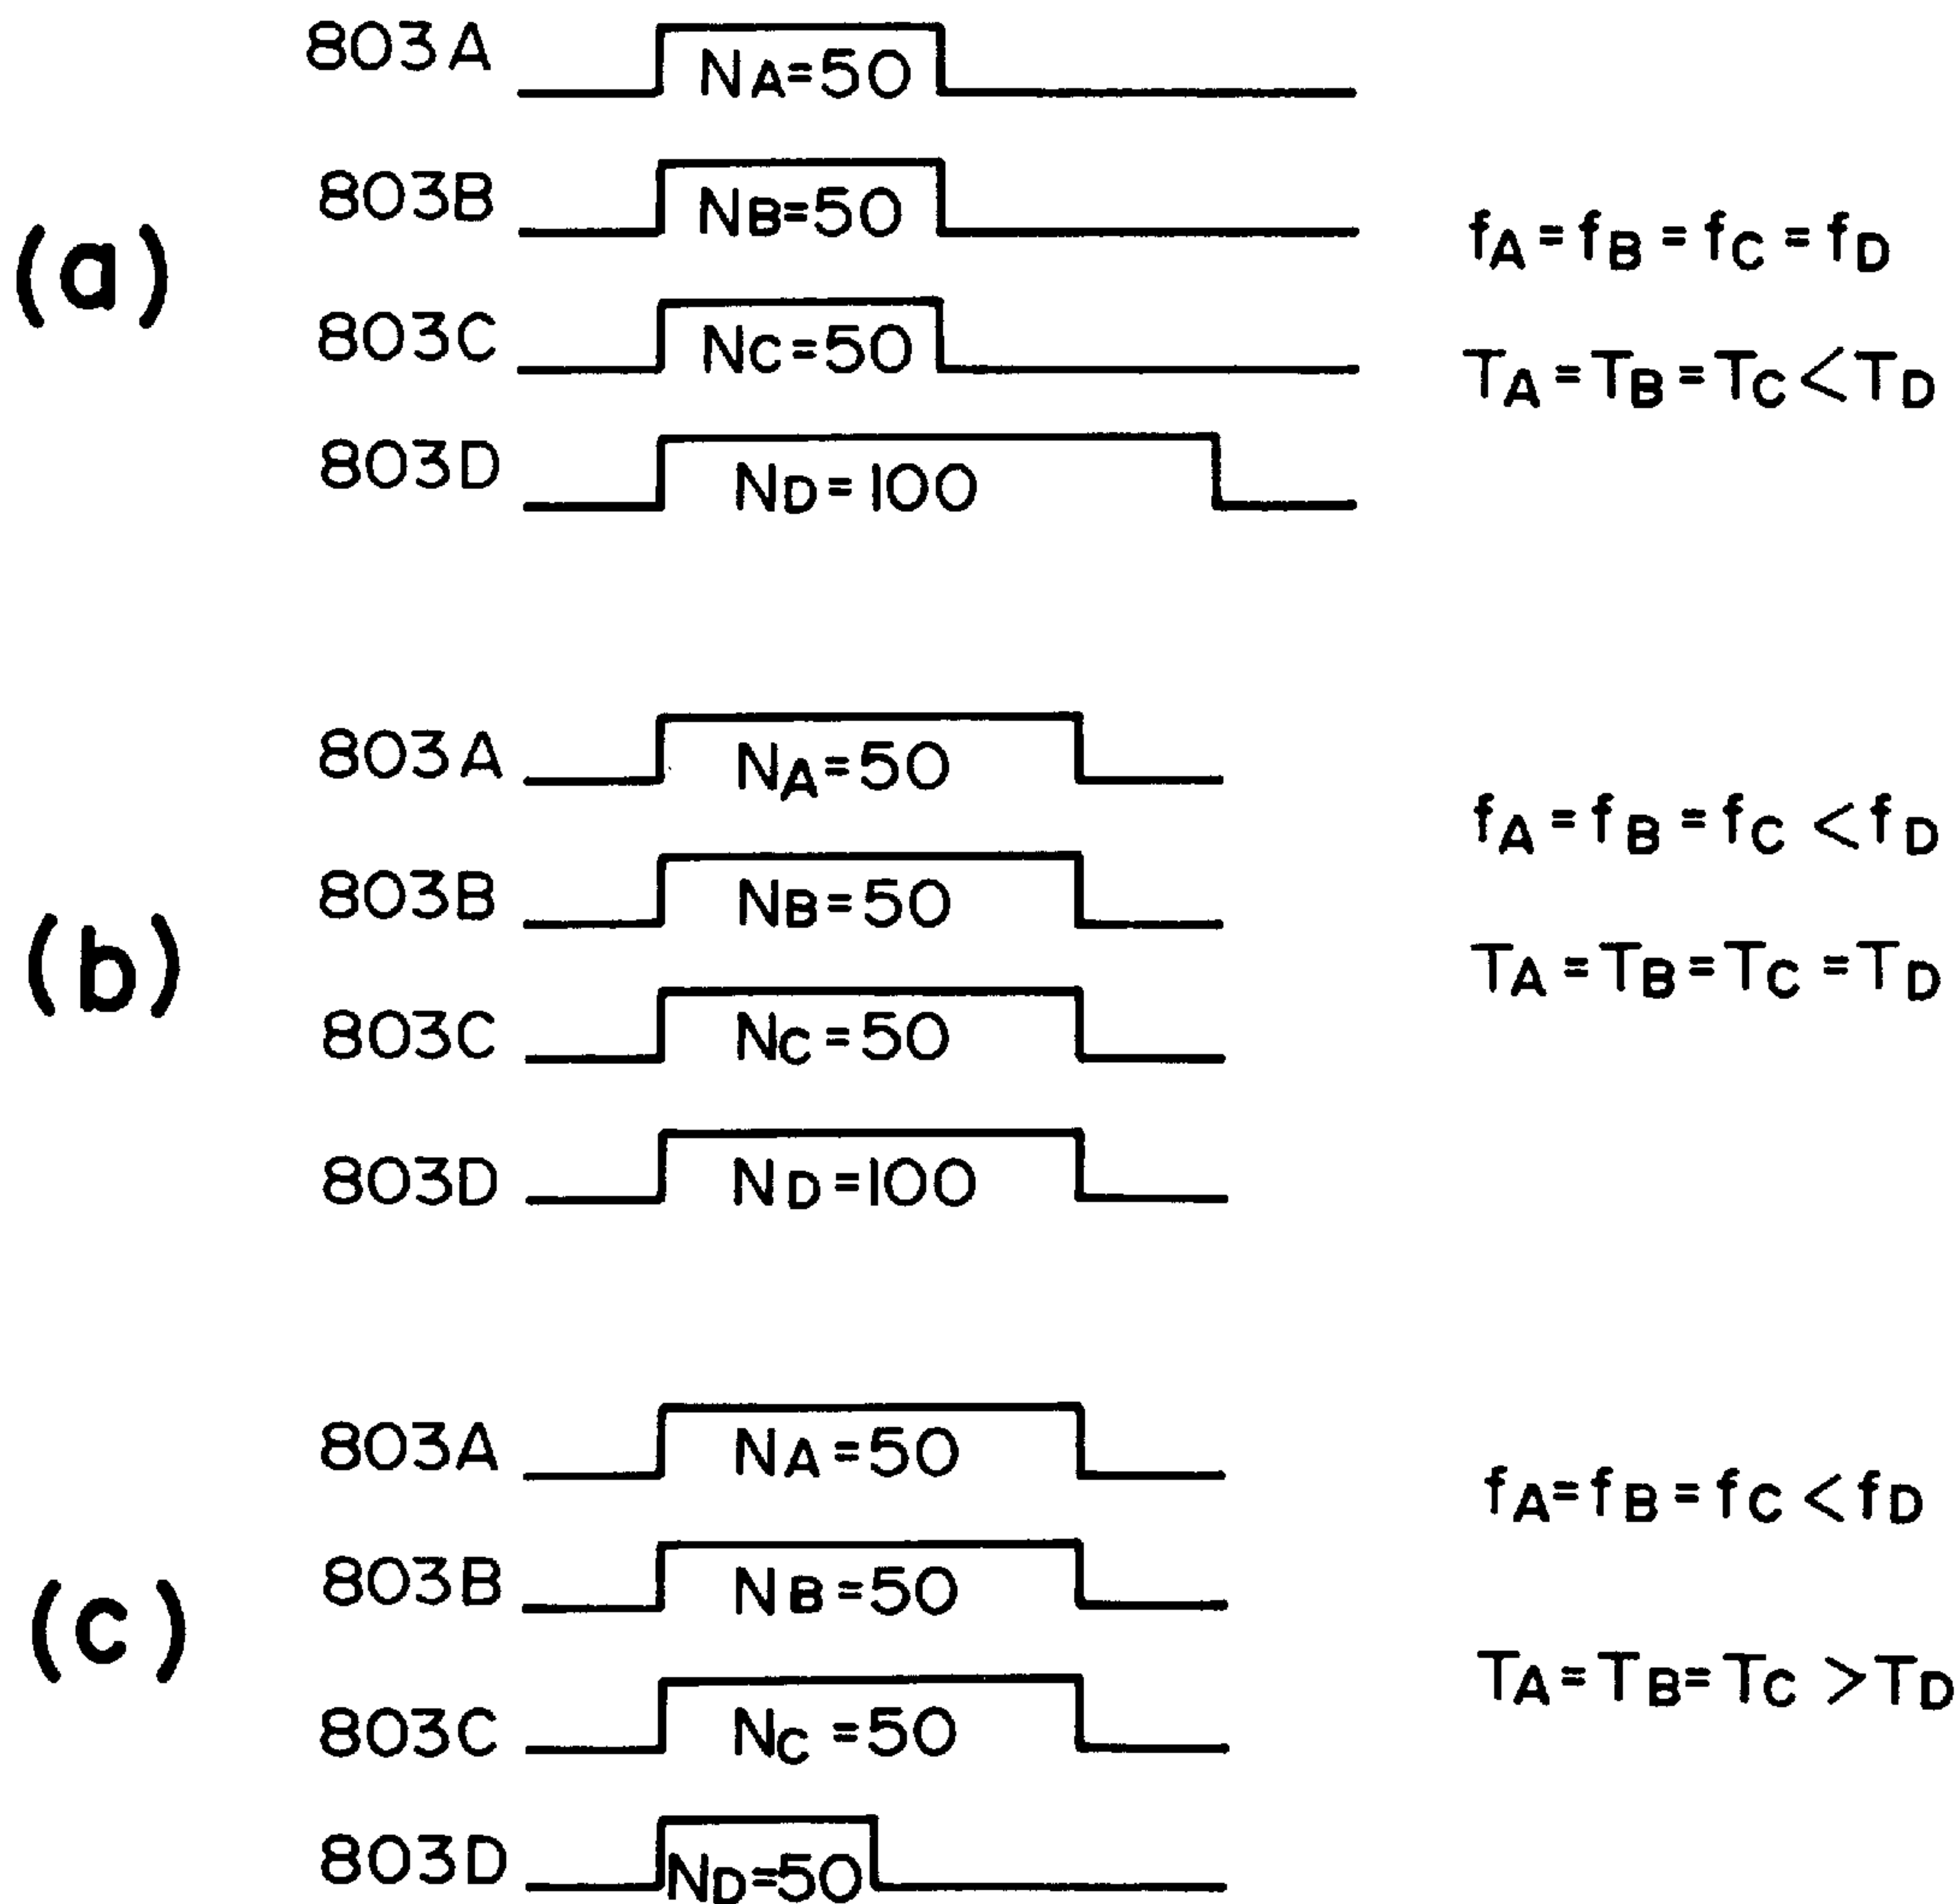 803A NA=50
803B NB=50
(a) fA=fB=fC=fD
803C NC=50
TA=TB=TC<TD
803D ND=100
803A NA=50
fA=fB=fC<fD
803B NB=50
(b) TA=TB=TC=TD
803C NC=50
803D ND=100
803A NA=50
fA=fB=fC<fD
803B NB=50
(c) TA=TB=TC>TD
803C NC=50
803D ND=50